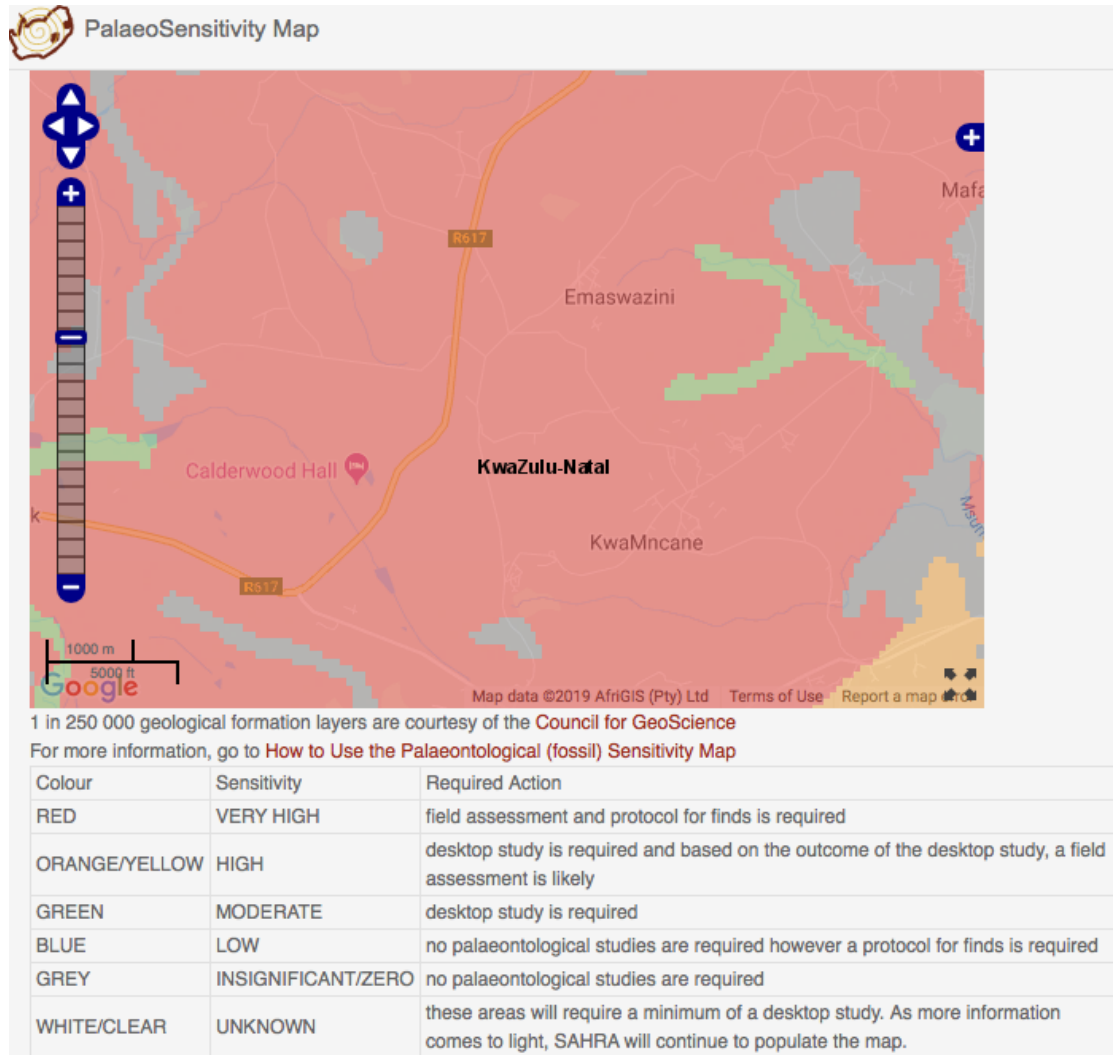 PalaeoSensitivity Map
Mafa
R617
Emaswazini
KwaZulu-Natal
Calderwood Hall
k
Msun
KwaMncane
R617
1000 m
5000 ft
Google
Map data ©2019 AfriGIS (Pty) Ltd Terms of Use Report a map error
1 in 250 000 geological formation layers are courtesy of the Council for GeoScience
For more information, go to How to Use the Palaeontological (fossil) Sensitivity Map
Colour Sensitivity Required Action
RED VERY HIGH field assessment and protocol for finds is required
ORANGE/YELLOW HIGH desktop study is required and based on the outcome of the desktop study, a field
assessment is likely
GREEN MODERATE desktop study is required
BLUE LOW no palaeontological studies are required however a protocol for finds is required
GREY INSIGNIFICANT/ZERO no palaeontological studies are required
WHITE/CLEAR UNKNOWN these areas will require a minimum of a desktop study. As more information
comes to light, SAHRA will continue to populate the map.